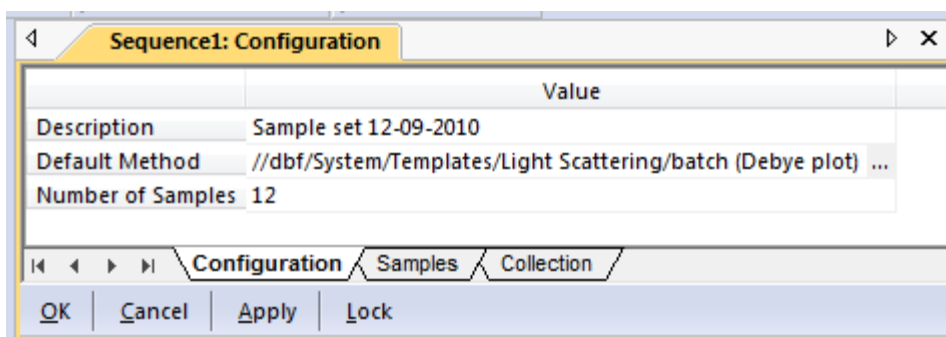 Sequence1: Configuration
Value
Description Sample set 12-09-2010
Default Method //dbf/System/Templates/Light Scattering/batch (Debye plot) ...
Number of Samples 12
Configuration Samples Collection
OK Cancel Apply Lock